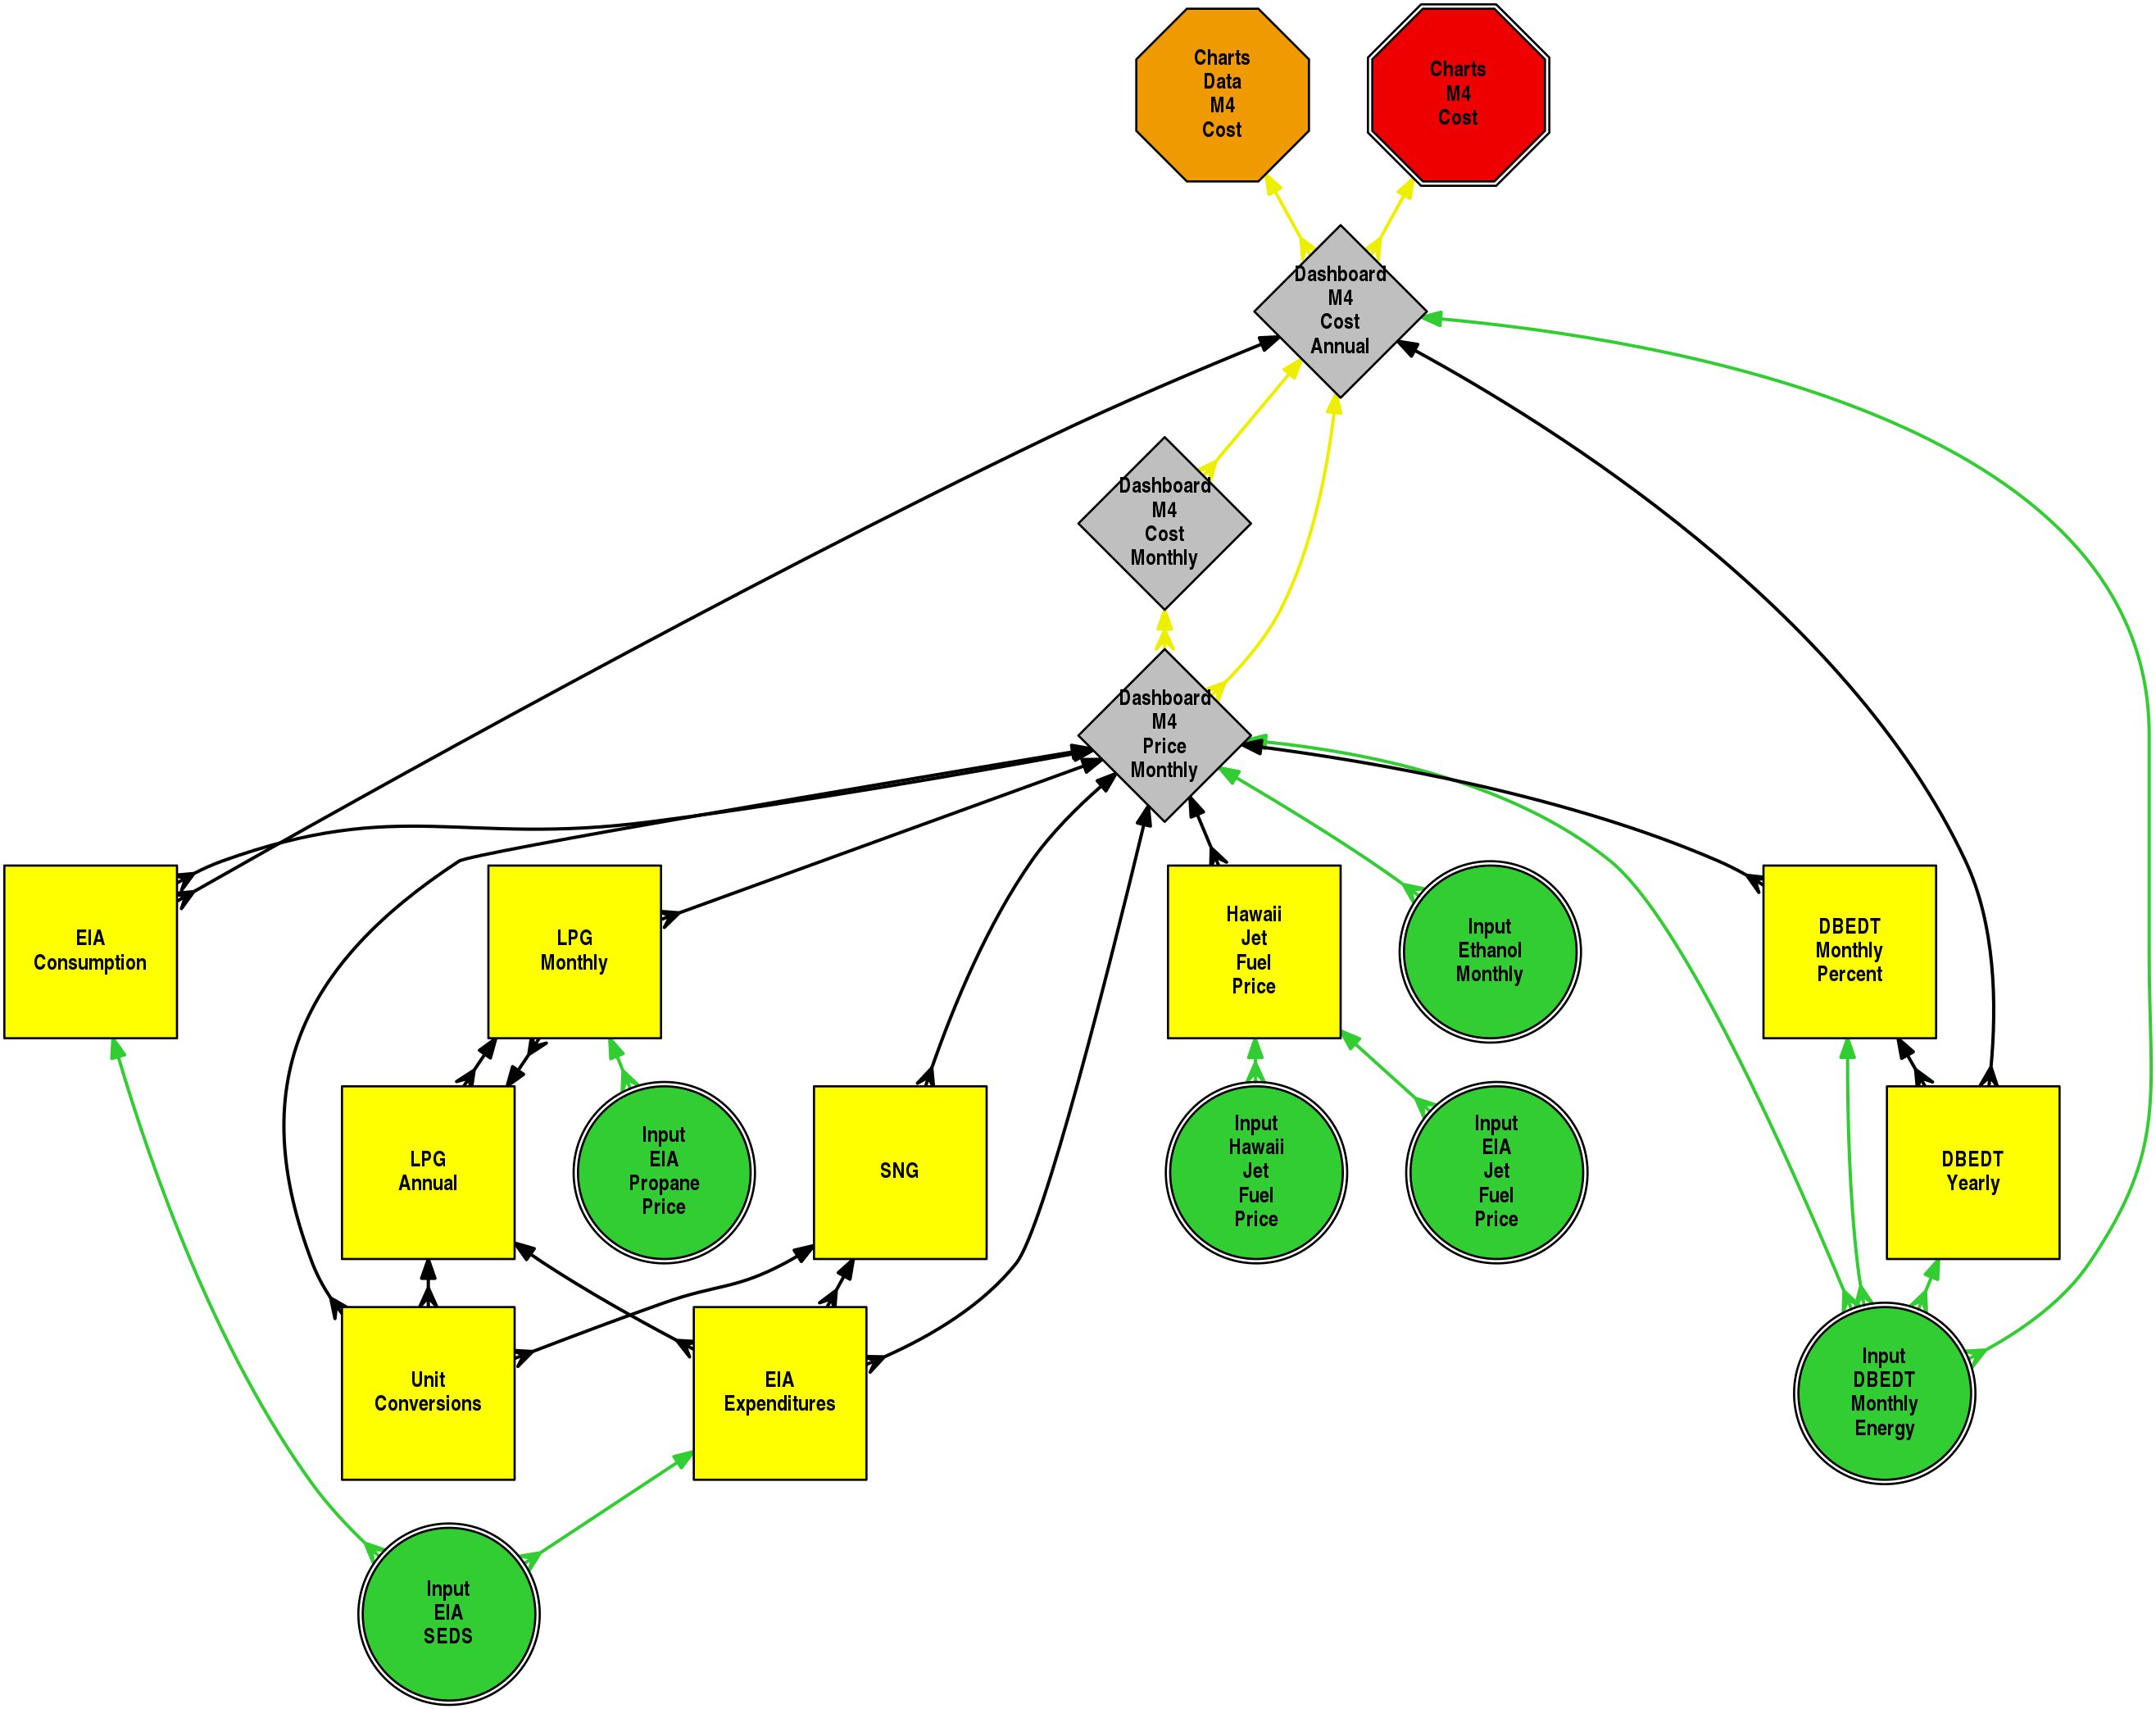 Charts
Data
M4
Cost
Charts
M4
Cost
Dashboard
M4
Cost
Annual
Dashboard
M4
Cost
Monthly
Dashboard
M4
Price
Monthly
EIA
Consumption
LPG
Monthly
Hawaii
Jet
Fuel
Price
Input
Ethanol
Monthly
DBEDT
Monthly
Percent
LPG
Annual
Input
EIA
Propane
Price
SNG
Input
Hawaii
Jet
Fuel
Price
Input
EIA
Jet
Fuel
Price
DBEDT
Yearly
Unit
Conversions
EIA
Expenditures
Input
DBEDT
Monthly
Energy
Input
EIA
SEDS